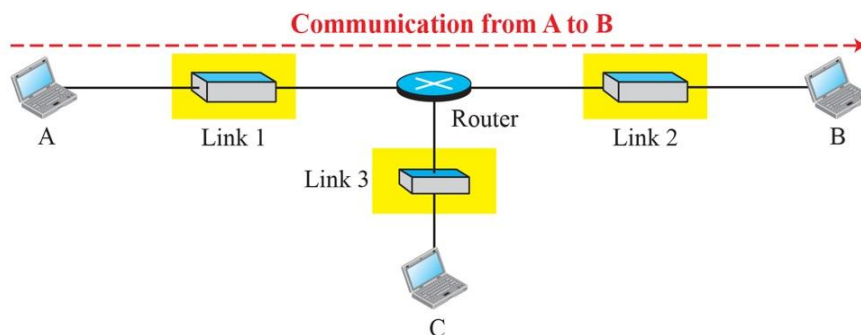 Communication from A to B
A
Link 1
Router
Link 2
B
Link 3
C